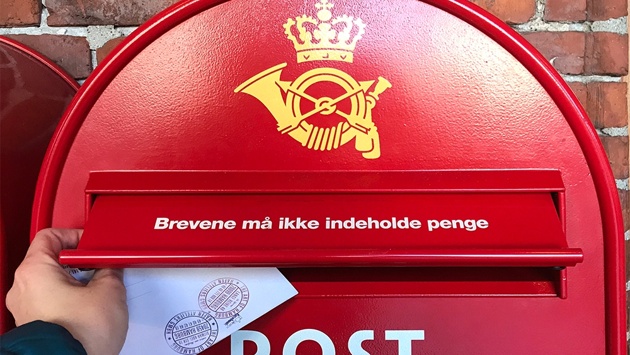 Brevene må ikke indeholde penge
POST